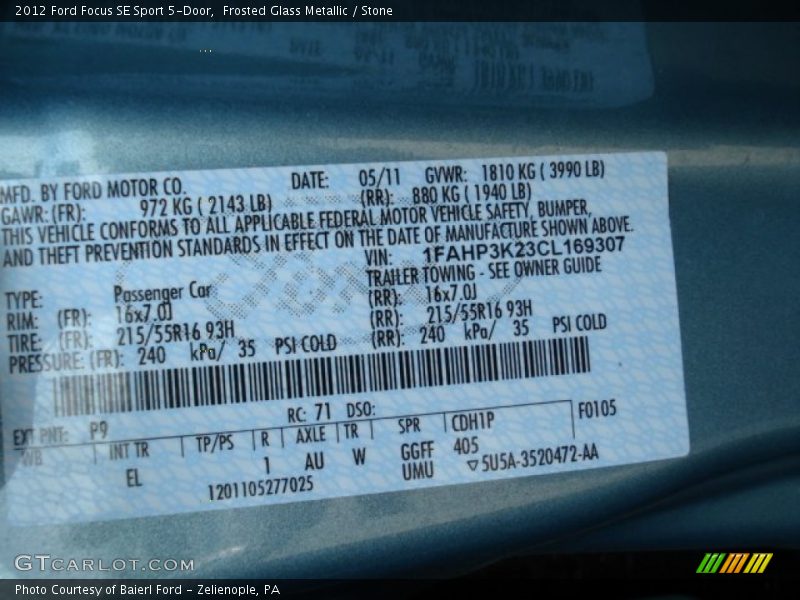 2012 Ford Focus SE Sport 5-Door,  Frosted Glass Metallic / Stone
MFD. BY FORD MOTOR CO. DATE: 05/11 GVWR: 1810 KG ( 3990 LB)
GAWR: (FR): 972 KG ( 2143 LB) (RR): 880 KG ( 1940 LB)
THIS VEHICLE CONFORMS TO ALL APPLICABLE FEDERAL MOTOR VEHICLE SAFETY, BUMPER,
AND THEFT PREVENTION STANDARDS IN EFFECT ON THE DATE OF MANUFACTURE SHOWN ABOVE.
VIN: 1FAHP3K23CL169307
TYPE: Passenger Car TRAILER TOWING - SEE OWNER GUIDE
RIM: (FR): 16x7.0J (RR): 16x7.0J
TIRE: (FR): 215/55R16 93H (RR): 215/55R16 93H
PRESSURE: (FR): 240 kPa/ 35 PSI COLD (RR): 240 kPa/ 35 PSI COLD
EXT PNT: P9 RC: 71 DSO: F0105
WB INT TR TP/PS R AXLE TR SPR CDH1P
EL 1 AU W GGFF 405
1201105277025 UMU ▽5U5A-3520472-AA
GTCARLOT.COM
Photo Courtesy of Baierl Ford - Zelienople, PA